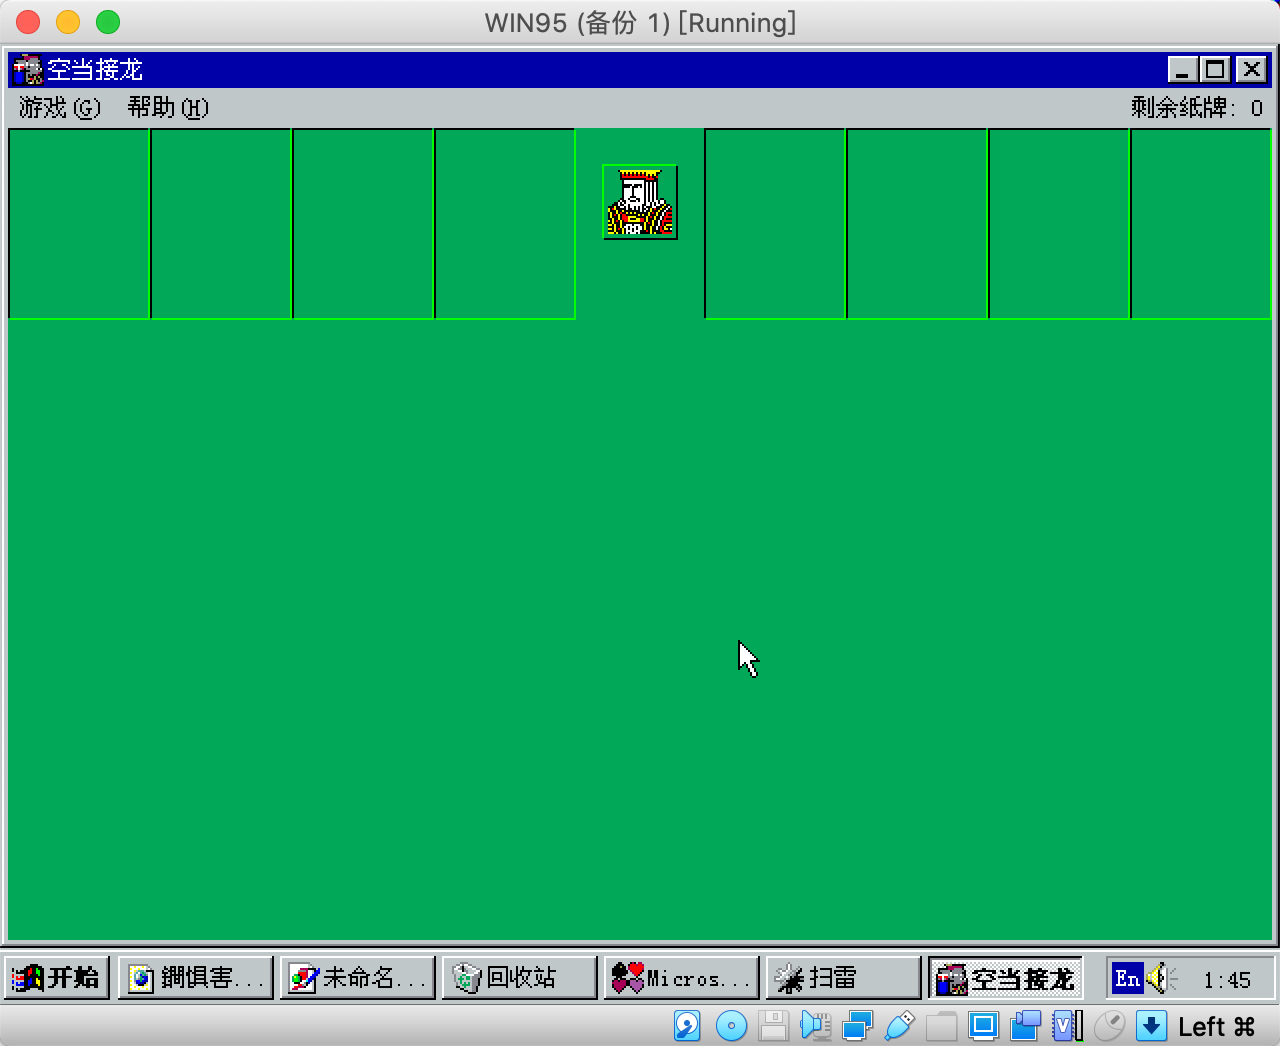 WIN95 (备份 1) [Running]
空当接龙
游戏(G) 帮助(H) 剩余纸牌: 0
开始 鐗惧害... 未命名... 回收站 Micros... 扫雷 空当接龙 En 1:45
Left ⌘